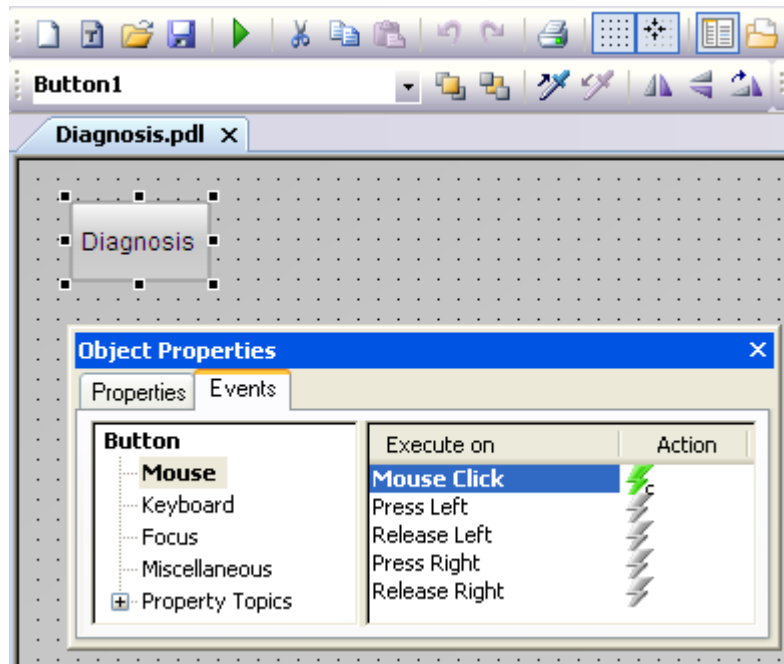 Button1
Diagnosis.pdl
Diagnosis
Object Properties
Properties Events
Button
Mouse
Keyboard
Focus
Miscellaneous
Property Topics
Execute on Action
Mouse Click
Press Left
Release Left
Press Right
Release Right